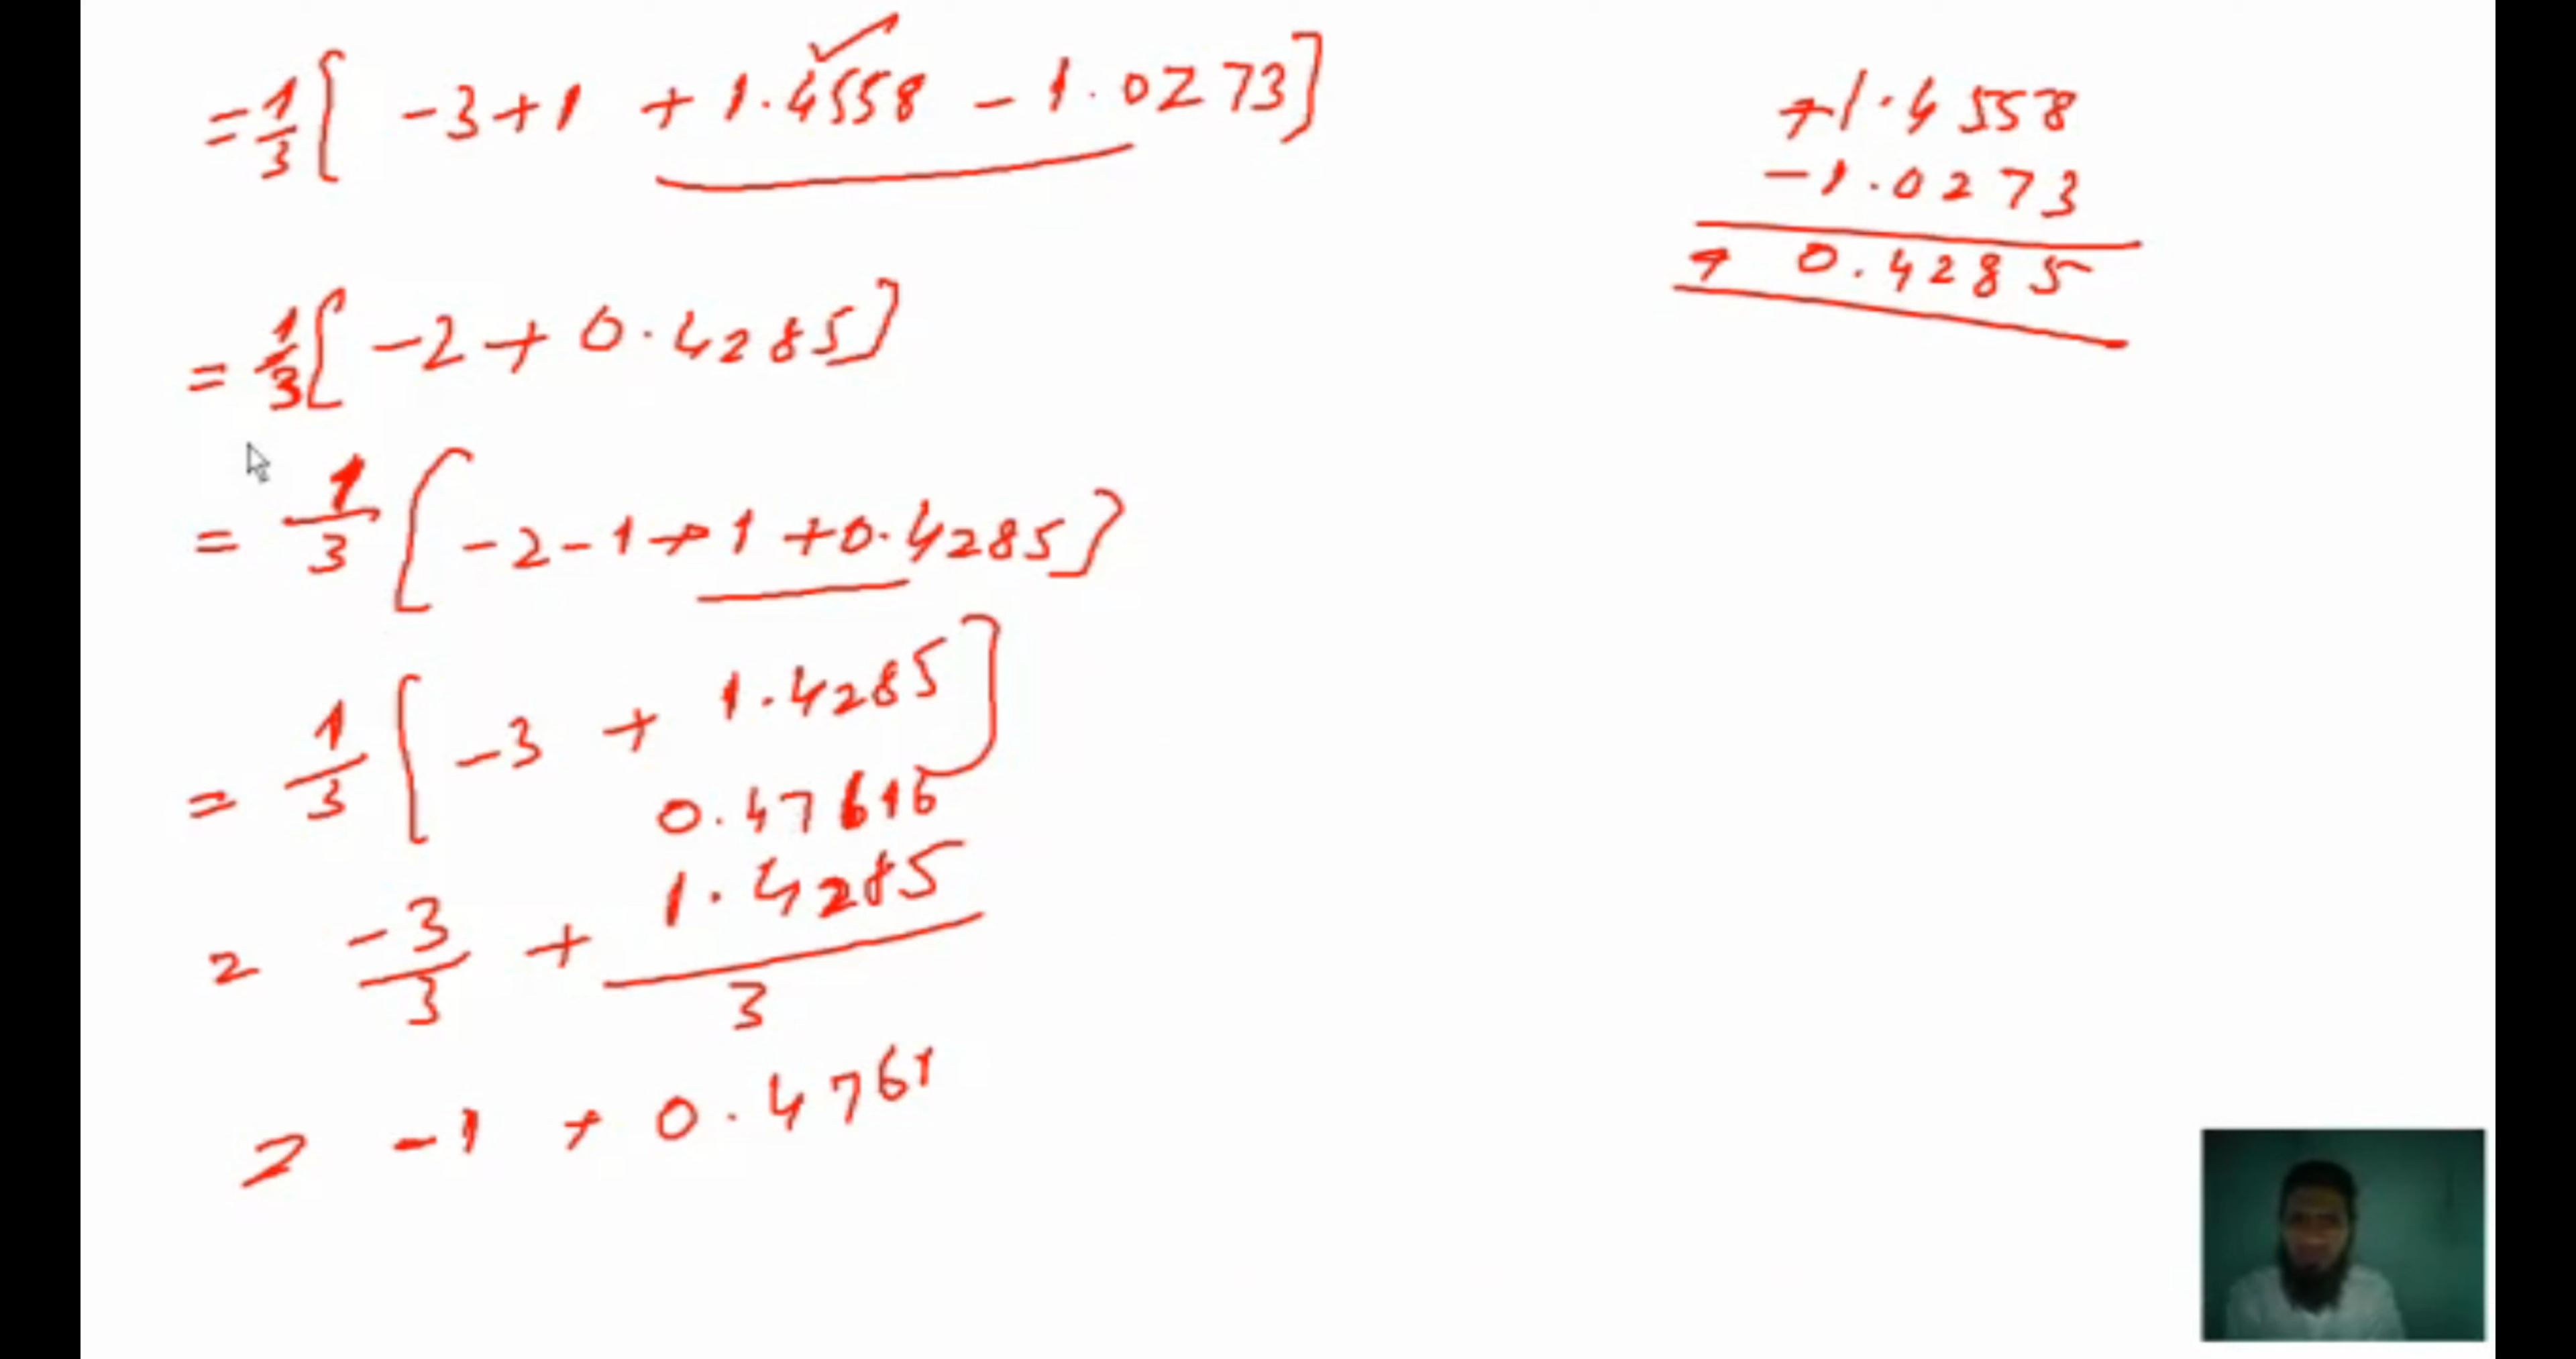 = 1/3 [ -3+1 + 1.4558 - 1.0273]
= 1/3 [ -2 + 0.4285]
= 1/3 [ -2-1+1 +0.4285]
= 1/3 [ -3 + 1.4285]
0.47616
= -3/3 + 1.4285/3
= -1 + 0.4761
+1.4558
-1.0273
+ 0.4285